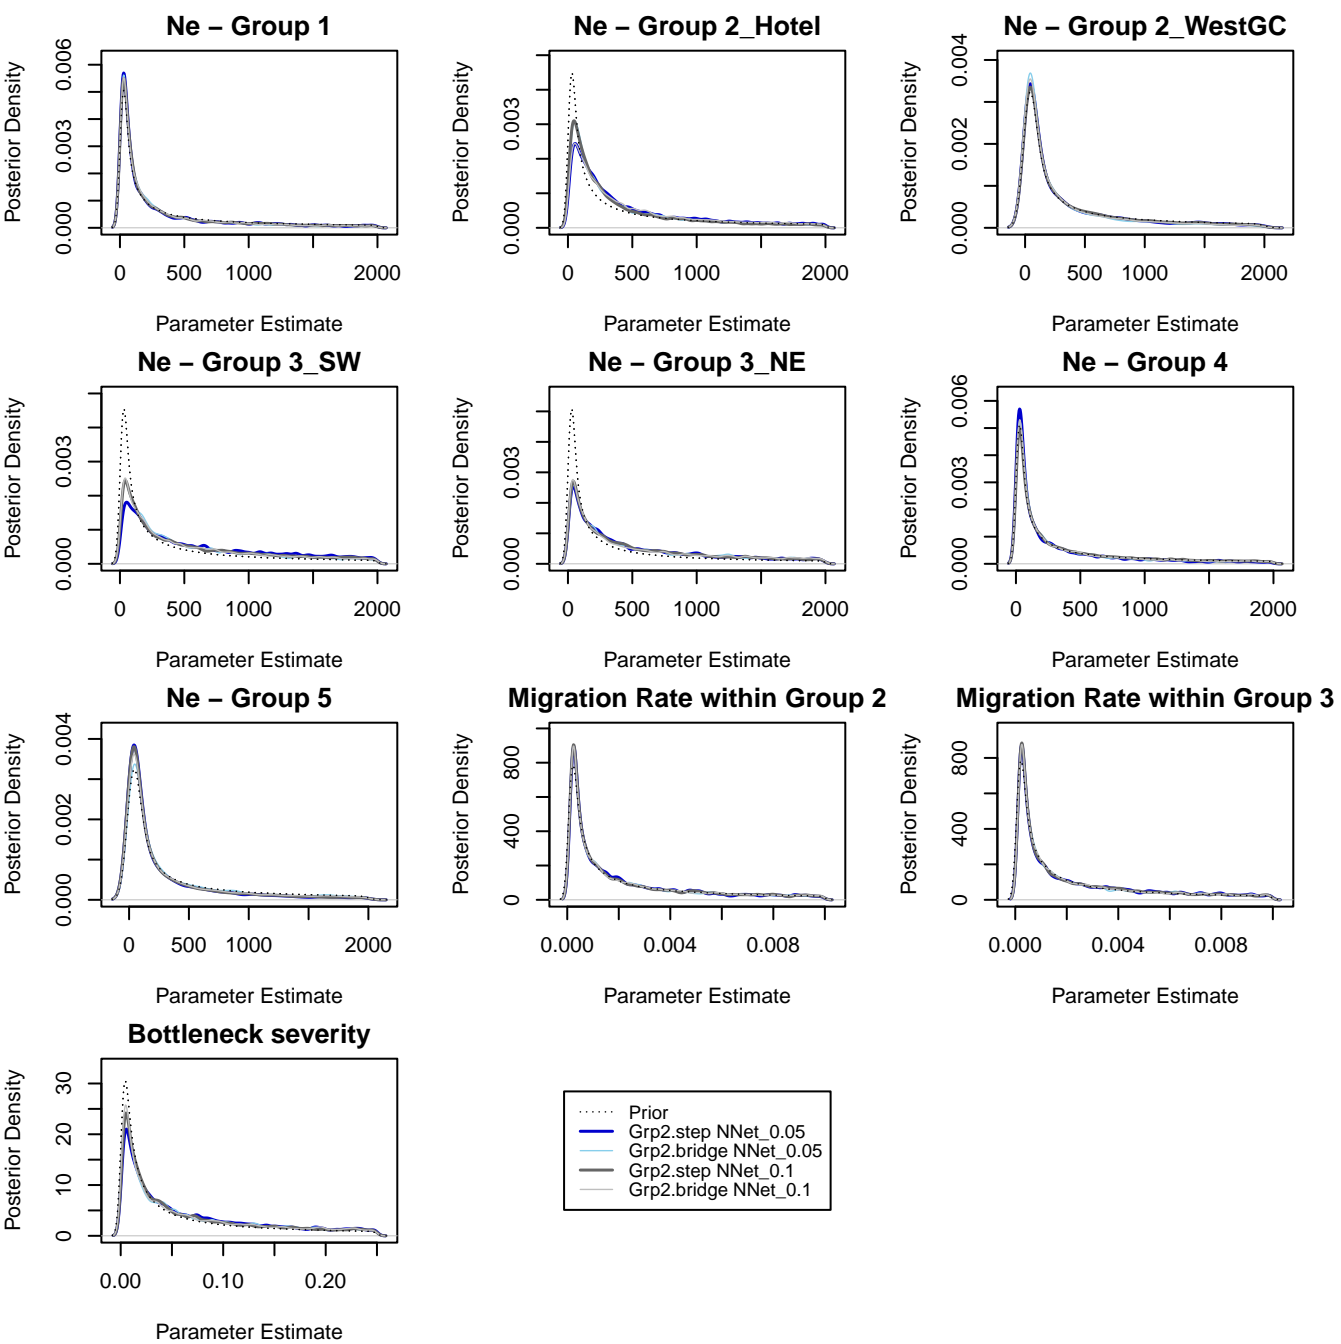 Ne – Group 1
Posterior Density
0.000 0.003 0.006
0 500 1000 2000
Parameter Estimate
Ne – Group 2_Hotel
Posterior Density
0.000 0.003
0 500 1000 2000
Parameter Estimate
Ne – Group 2_WestGC
Posterior Density
0.000 0.002 0.004
0 500 1000 2000
Parameter Estimate
Ne – Group 3_SW
Posterior Density
0.000 0.003
0 500 1000 2000
Parameter Estimate
Ne – Group 3_NE
Posterior Density
0.000 0.003
0 500 1000 2000
Parameter Estimate
Ne – Group 4
Posterior Density
0.000 0.003 0.006
0 500 1000 2000
Parameter Estimate
Ne – Group 5
Posterior Density
0.000 0.002 0.004
0 500 1000 2000
Parameter Estimate
Migration Rate within Group 2
Posterior Density
0 400 800
0.000 0.004 0.008
Parameter Estimate
Migration Rate within Group 3
Posterior Density
0 400 800
0.000 0.004 0.008
Parameter Estimate
Bottleneck severity
Posterior Density
0 10 20 30
0.00 0.10 0.20
Parameter Estimate
Prior
Grp2.step NNet_0.05
Grp2.bridge NNet_0.05
Grp2.step NNet_0.1
Grp2.bridge NNet_0.1